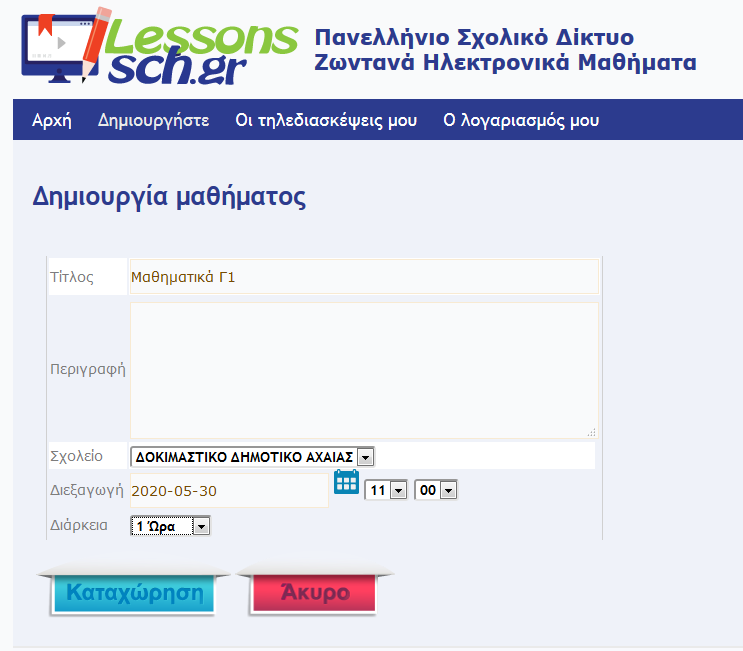 Lessons
sch.gr
Πανελλήνιο Σχολικό Δίκτυο
Ζωντανά Ηλεκτρονικά Μαθήματα
Αρχή Δημιουργήστε Οι τηλεδιασκέψεις μου Ο λογαριασμός μου
Δημιουργία μαθήματος
Τίτλος Μαθηματικά Γ1
Περιγραφή
Σχολείο ΔΟΚΙΜΑΣΤΙΚΟ ΔΗΜΟΤΙΚΟ ΑΧΑΙΑΣ
Διεξαγωγή 2020-05-30 11 00
Διάρκεια 1 Ώρα
Καταχώρηση Άκυρο